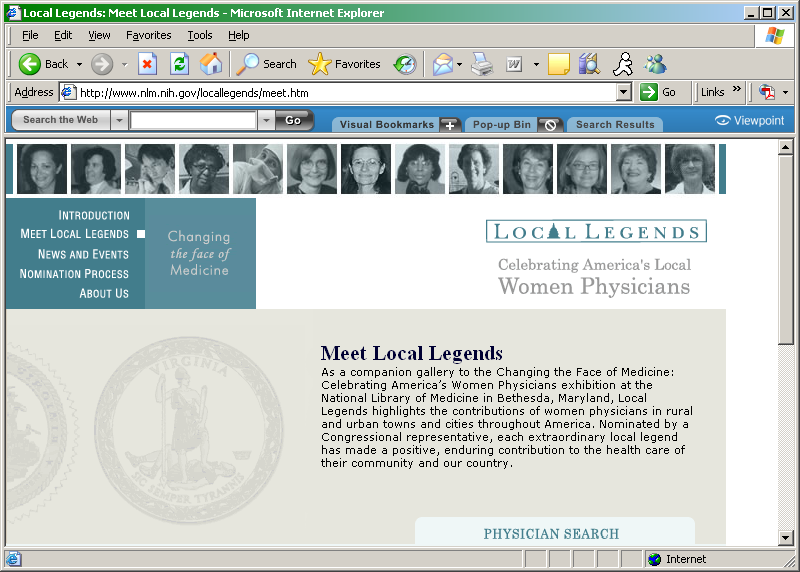 Local Legends: Meet Local Legends - Microsoft Internet Explorer
File Edit View Favorites Tools Help
Back Search Favorites
Address http://www.nlm.nih.gov/locallegends/meet.htm Go Links »
Search the Web Go Visual Bookmarks Pop-up Bin Search Results Viewpoint
INTRODUCTION
MEET LOCAL LEGENDS
NEWS AND EVENTS
NOMINATION PROCESS
ABOUT US
Changing
the face of
Medicine
LOCAL LEGENDS
Celebrating America's Local
Women Physicians
VIRGINIA
SIC SEMPER TYRANNIS
Meet Local Legends
As a companion gallery to the Changing the Face of Medicine:
Celebrating America’s Women Physicians exhibition at the
National Library of Medicine in Bethesda, Maryland, Local
Legends highlights the contributions of women physicians in rural
and urban towns and cities throughout America. Nominated by a
Congressional representative, each extraordinary local legend
has made a positive, enduring contribution to the health care of
their community and our country.
PHYSICIAN SEARCH
Internet